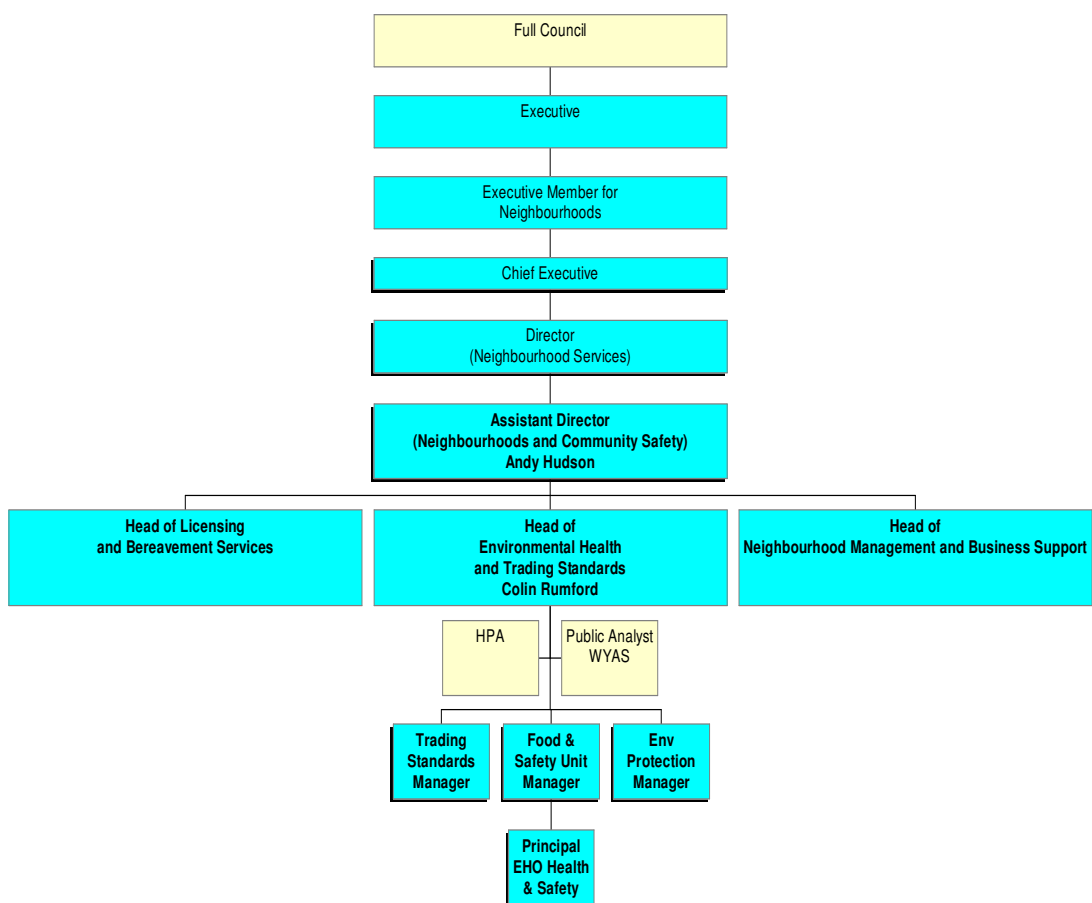 Full Council
Executive
Executive Member for
Neighbourhoods
Chief Executive
Director
(Neighbourhood Services)
Assistant Director
(Neighbourhoods and Community Safety)
Andy Hudson
Head of Licensing
and Bereavement Services
Head of
Environmental Health
and Trading Standards
Colin Rumford
Head of
Neighbourhood Management and Business Support
HPA
Public Analyst
WYAS
Trading
Standards
Manager
Food &
Safety Unit
Manager
Env
Protection
Manager
Principal
EHO Health
& Safety